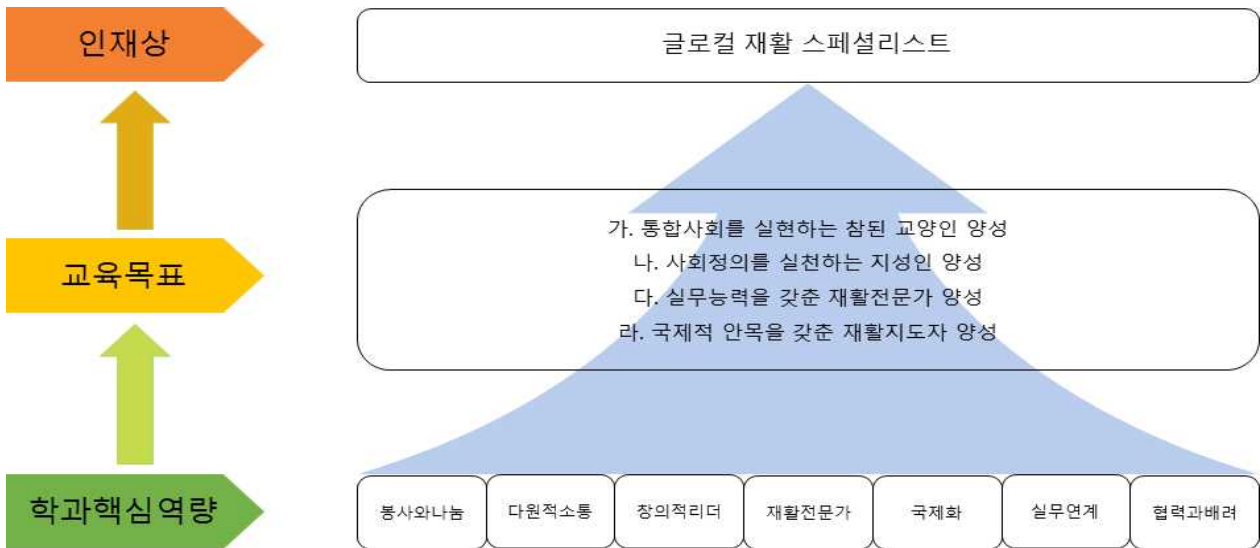 인재상
글로컬 재활 스페셜리스트
교육목표
가. 통합사회를 실현하는 참된 교양인 양성
나. 사회정의를 실천하는 지성인 양성
다. 실무능력을 갖춘 재활전문가 양성
라. 국제적 안목을 갖춘 재활지도자 양성
학과핵심역량
봉사와나눔 다원적소통 창의적리더 재활전문가 국제화 실무연계 협력과배려